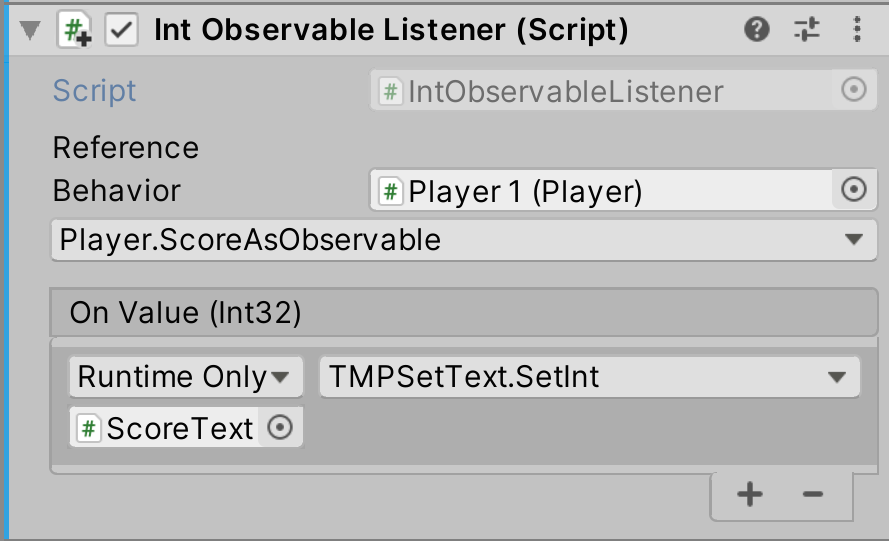 Int Observable Listener (Script)
Script
# IntObservableListener
Reference
Behavior
# Player 1 (Player)
Player.ScoreAsObservable
On Value (Int32)
Runtime Only
TMPSetText.SetInt
# ScoreText